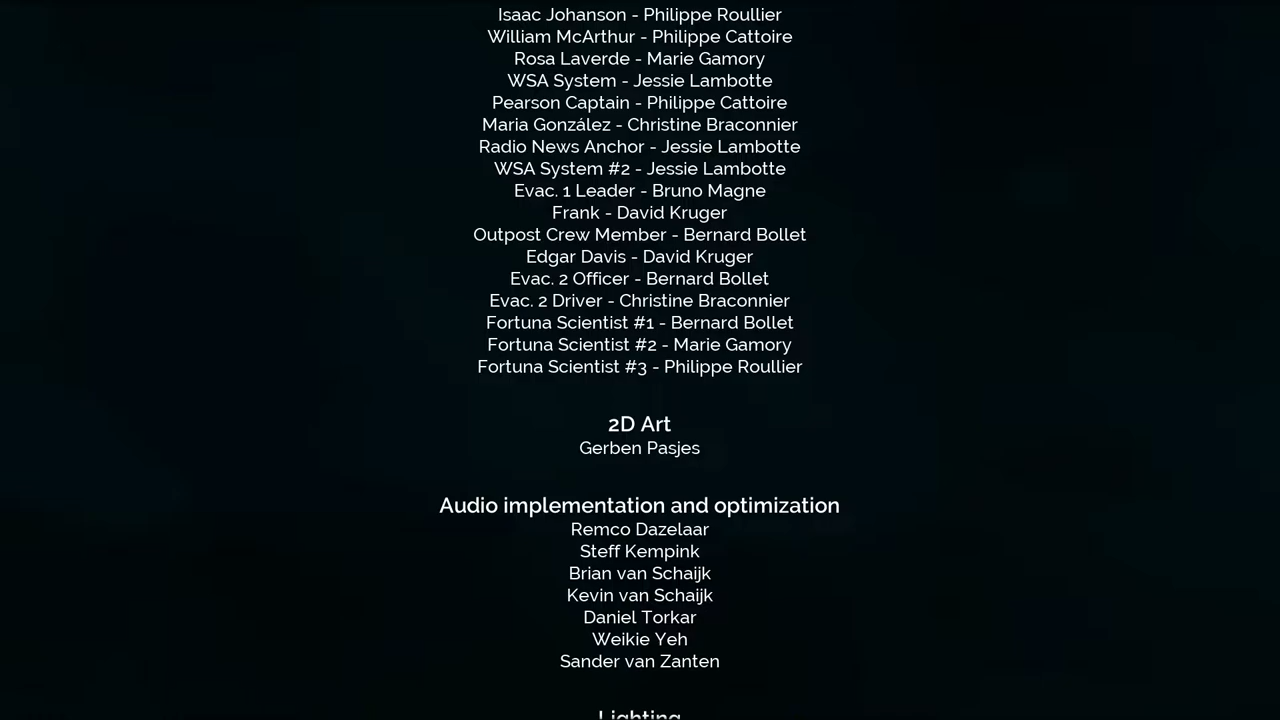 Isaac Johanson - Philippe Roullier
William McArthur - Philippe Cattoire
Rosa Laverde - Marie Gamory
WSA System - Jessie Lambotte
Pearson Captain - Philippe Cattoire
Maria González - Christine Braconnier
Radio News Anchor - Jessie Lambotte
WSA System #2 - Jessie Lambotte
Evac. 1 Leader - Bruno Magne
Frank - David Kruger
Outpost Crew Member - Bernard Bollet
Edgar Davis - David Kruger
Evac. 2 Officer - Bernard Bollet
Evac. 2 Driver - Christine Braconnier
Fortuna Scientist #1 - Bernard Bollet
Fortuna Scientist #2 - Marie Gamory
Fortuna Scientist #3 - Philippe Roullier
2D Art
Gerben Pasjes
Audio implementation and optimization
Remco Dazelaar
Steff Kempink
Brian van Schaijk
Kevin van Schaijk
Daniel Torkar
Weikie Yeh
Sander van Zanten
Lighting